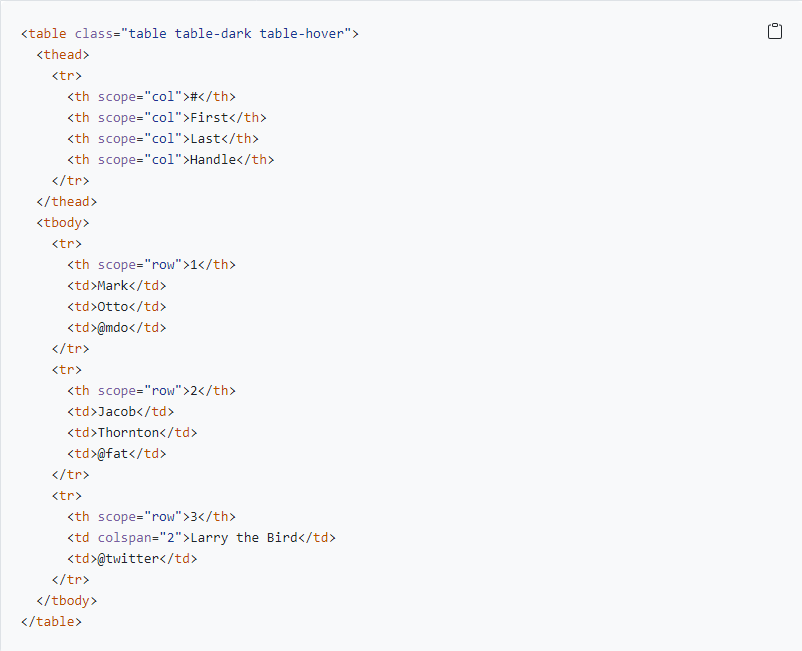 <table class="table table-dark table-hover">
  <thead>
    <tr>
      <th scope="col">#</th>
      <th scope="col">First</th>
      <th scope="col">Last</th>
      <th scope="col">Handle</th>
    </tr>
  </thead>
  <tbody>
    <tr>
      <th scope="row">1</th>
      <td>Mark</td>
      <td>Otto</td>
      <td>@mdo</td>
    </tr>
    <tr>
      <th scope="row">2</th>
      <td>Jacob</td>
      <td>Thornton</td>
      <td>@fat</td>
    </tr>
    <tr>
      <th scope="row">3</th>
      <td colspan="2">Larry the Bird</td>
      <td>@twitter</td>
    </tr>
  </tbody>
</table>